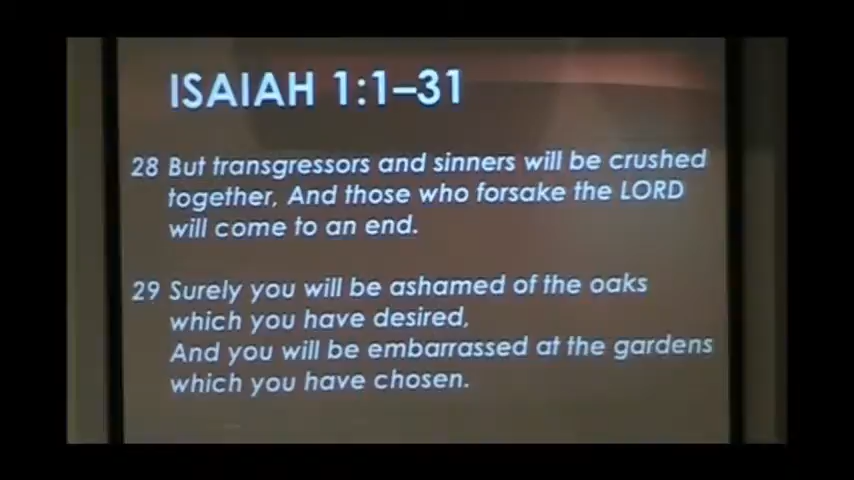 ISAIAH 1:1–31
28 But transgressors and sinners will be crushed
together, And those who forsake the LORD
will come to an end.
29 Surely you will be ashamed of the oaks
which you have desired,
And you will be embarrassed at the gardens
which you have chosen.